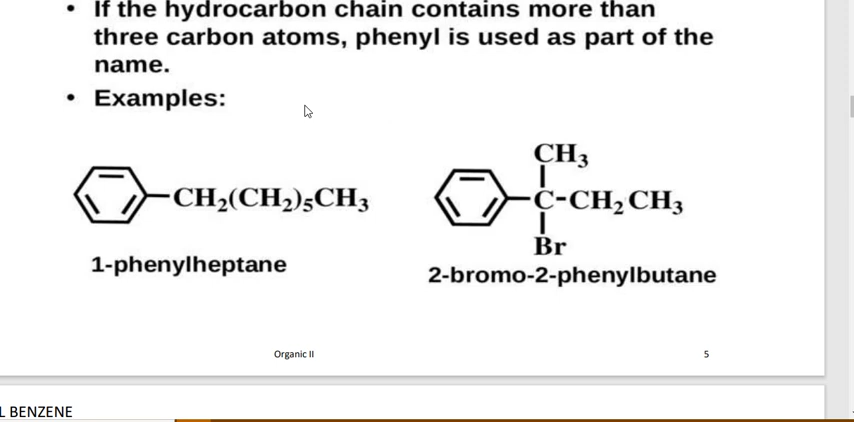 • If the hydrocarbon chain contains more than
three carbon atoms, phenyl is used as part of the
name.
• Examples:
CH₃
CH₂(CH₂)₅CH₃
C-CH₂CH₃
Br
1-phenylheptane
2-bromo-2-phenylbutane
Organic II
5
L BENZENE